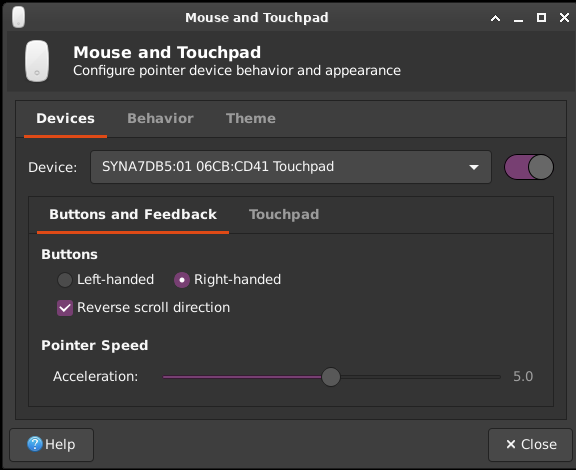 Mouse and Touchpad
Mouse and Touchpad
Configure pointer device behavior and appearance
Devices Behavior Theme
Device: SYNA7DB5:01 06CB:CD41 Touchpad
Buttons and Feedback Touchpad
Buttons
Left-handed Right-handed
Reverse scroll direction
Pointer Speed
Acceleration: 5.0
Help Close